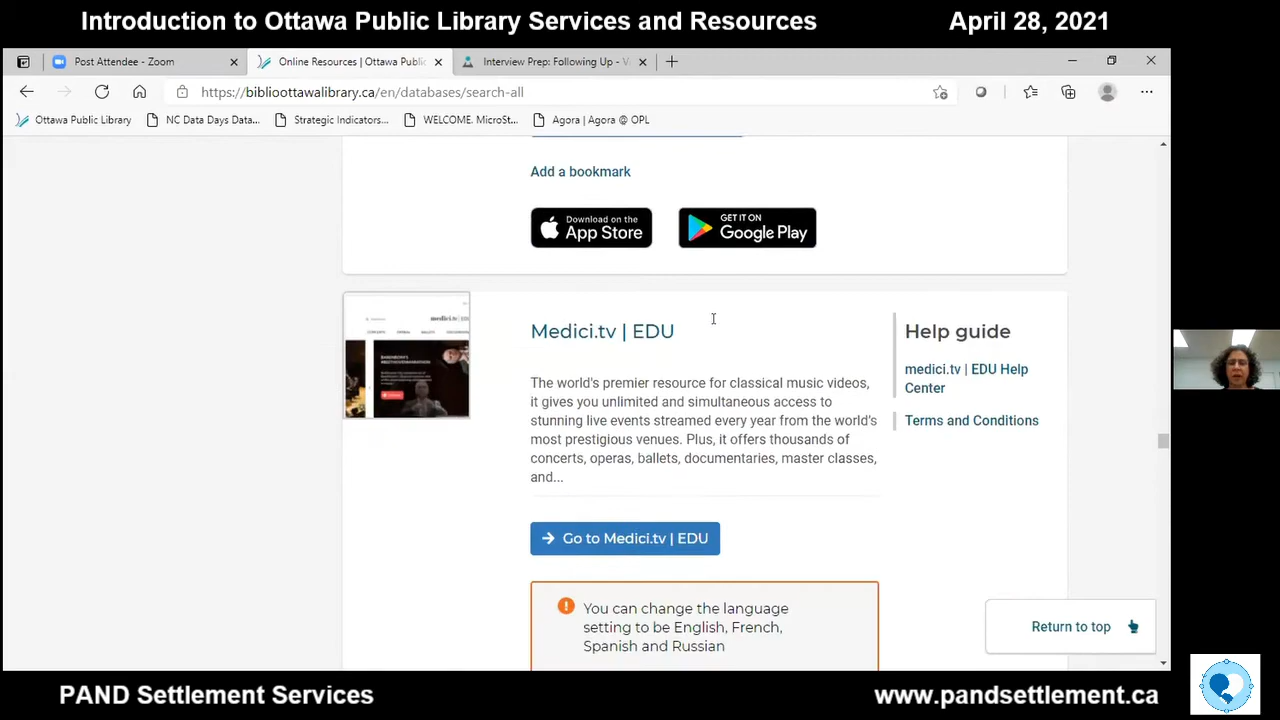 Introduction to Ottawa Public Library Services and Resources April 28, 2021
Post Attendee - Zoom
Online Resources | Ottawa Public
Interview Prep: Following Up - V
https://biblioottawalibrary.ca/en/databases/search-all
Ottawa Public Library
NC Data Days Data...
Strategic Indicators...
WELCOME. MicroSt...
Agora | Agora @ OPL
Add a bookmark
Download on the
App Store
GET IT ON
Google Play
medici.tv
Medici.tv | EDU
The world's premier resource for classical music videos,
it gives you unlimited and simultaneous access to
stunning live events streamed every year from the world's
most prestigious venues. Plus, it offers thousands of
concerts, operas, ballets, documentaries, master classes,
and...
Go to Medici.tv | EDU
You can change the language
setting to be English, French,
Spanish and Russian
Help guide
medici.tv | EDU Help
Center
Terms and Conditions
Return to top
PAND Settlement Services
www.pandsettlement.ca